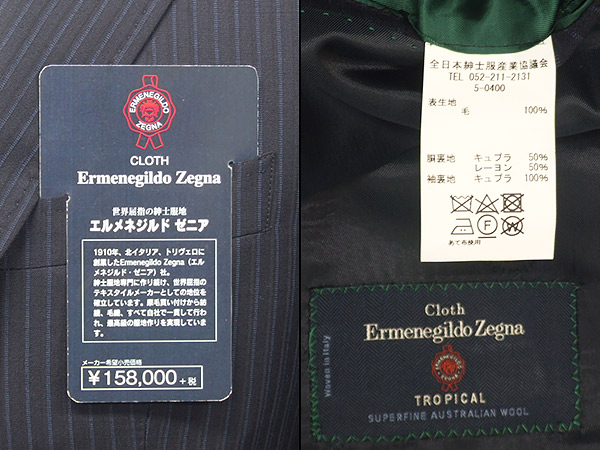 ERMENEGILDO
ZEGNA
CLOTH
Ermenegildo Zegna
世界屈指の紳士服地
エルメネジルド ゼニア
1910年、北イタリア、トリヴェロに
創業したErmenegildo Zegna（エル
メネジルド・ゼニア）社。
紳士服地専門に作り続け、世界屈指の
テキスタイルメーカーとしての地位を
確立しています。原毛買い付けから紡
績、毛織、すべて自社で一貫して行わ
れ、最高級の服地作りを実現していま
す。
メーカー希望小売価格
¥158,000+税
全日本紳士服産業協議会
TEL 052-211-2131
5-0400
表生地
毛 100%
胴裏地 キュプラ 50%
レーヨン 50%
袖裏地 キュプラ 100%
F
あて布使用
Cloth
Ermenegildo Zegna
Woven in Italy
ERMENEGILDO
ZEGNA
TROPICAL
SUPERFINE AUSTRALIAN WOOL